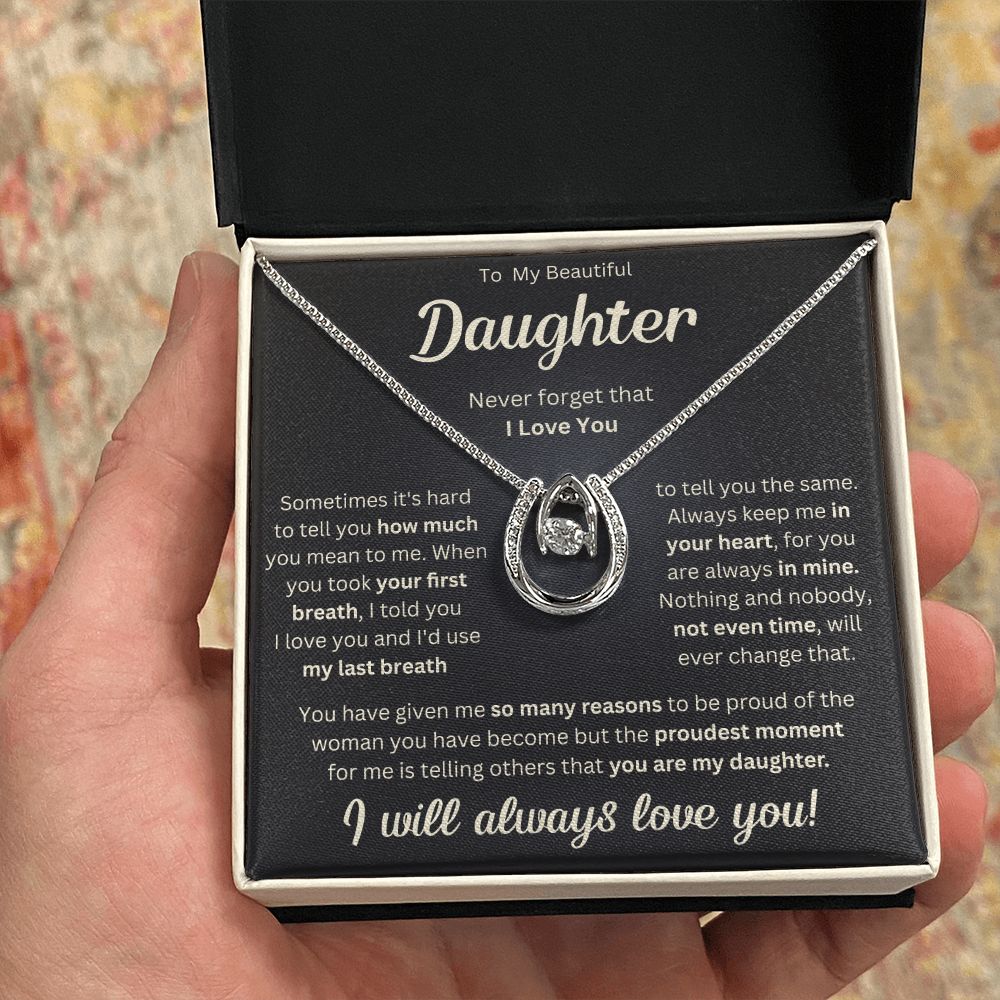 To My Beautiful
Daughter
Never forget that
I Love You
Sometimes it's hard
to tell you how much
you mean to me. When
you took your first
breath, I told you
I love you and I'd use
my last breath
to tell you the same.
Always keep me in
your heart, for you
are always in mine.
Nothing and nobody,
not even time, will
ever change that.
You have given me so many reasons to be proud of the
woman you have become but the proudest moment
for me is telling others that you are my daughter.
I will always love you!